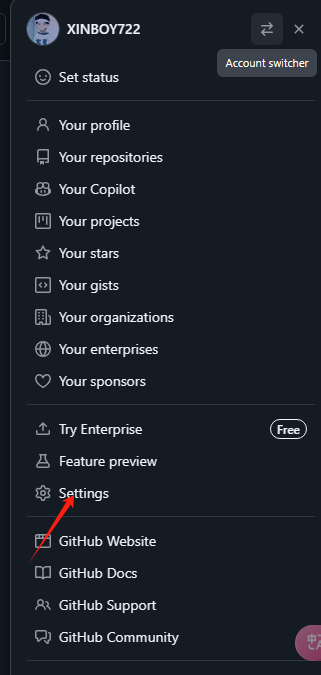 XINBOY722
Account switcher
Set status
Your profile
Your repositories
Your Copilot
Your projects
Your stars
Your gists
Your organizations
Your enterprises
Your sponsors
Try Enterprise Free
Feature preview
Settings
GitHub Website
GitHub Docs
GitHub Support
GitHub Community